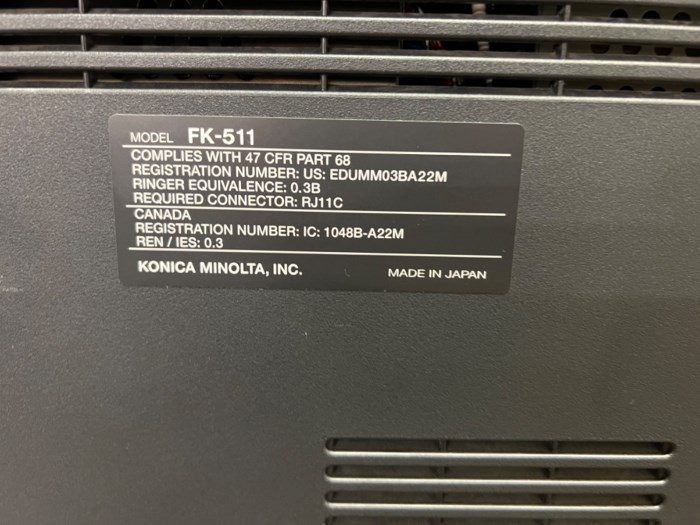 MODEL FK-511
COMPLIES WITH 47 CFR PART 68
REGISTRATION NUMBER: US: EDUMM03BA22M
RINGER EQUIVALENCE: 0.3B
REQUIRED CONNECTOR: RJ11C
CANADA
REGISTRATION NUMBER: IC: 1048B-A22M
REN / IES: 0.3
KONICA MINOLTA, INC. MADE IN JAPAN